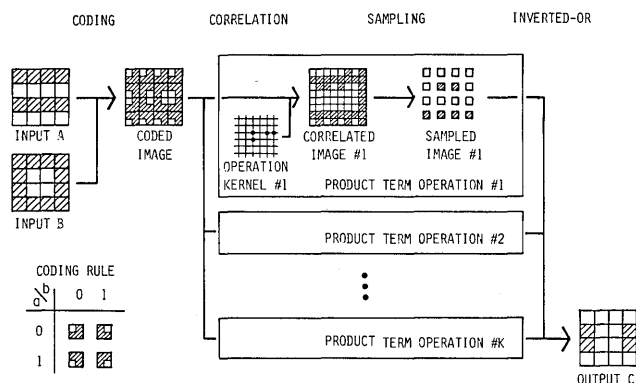 CODING CORRELATION SAMPLING INVERTED-OR
INPUT A
CODED
IMAGE
OPERATION
KERNEL #1
CORRELATED
IMAGE #1
SAMPLED
IMAGE #1
PRODUCT TERM OPERATION #1
INPUT B
PRODUCT TERM OPERATION #2
CODING RULE
a b
0 1
0
1
PRODUCT TERM OPERATION #K
OUTPUT C